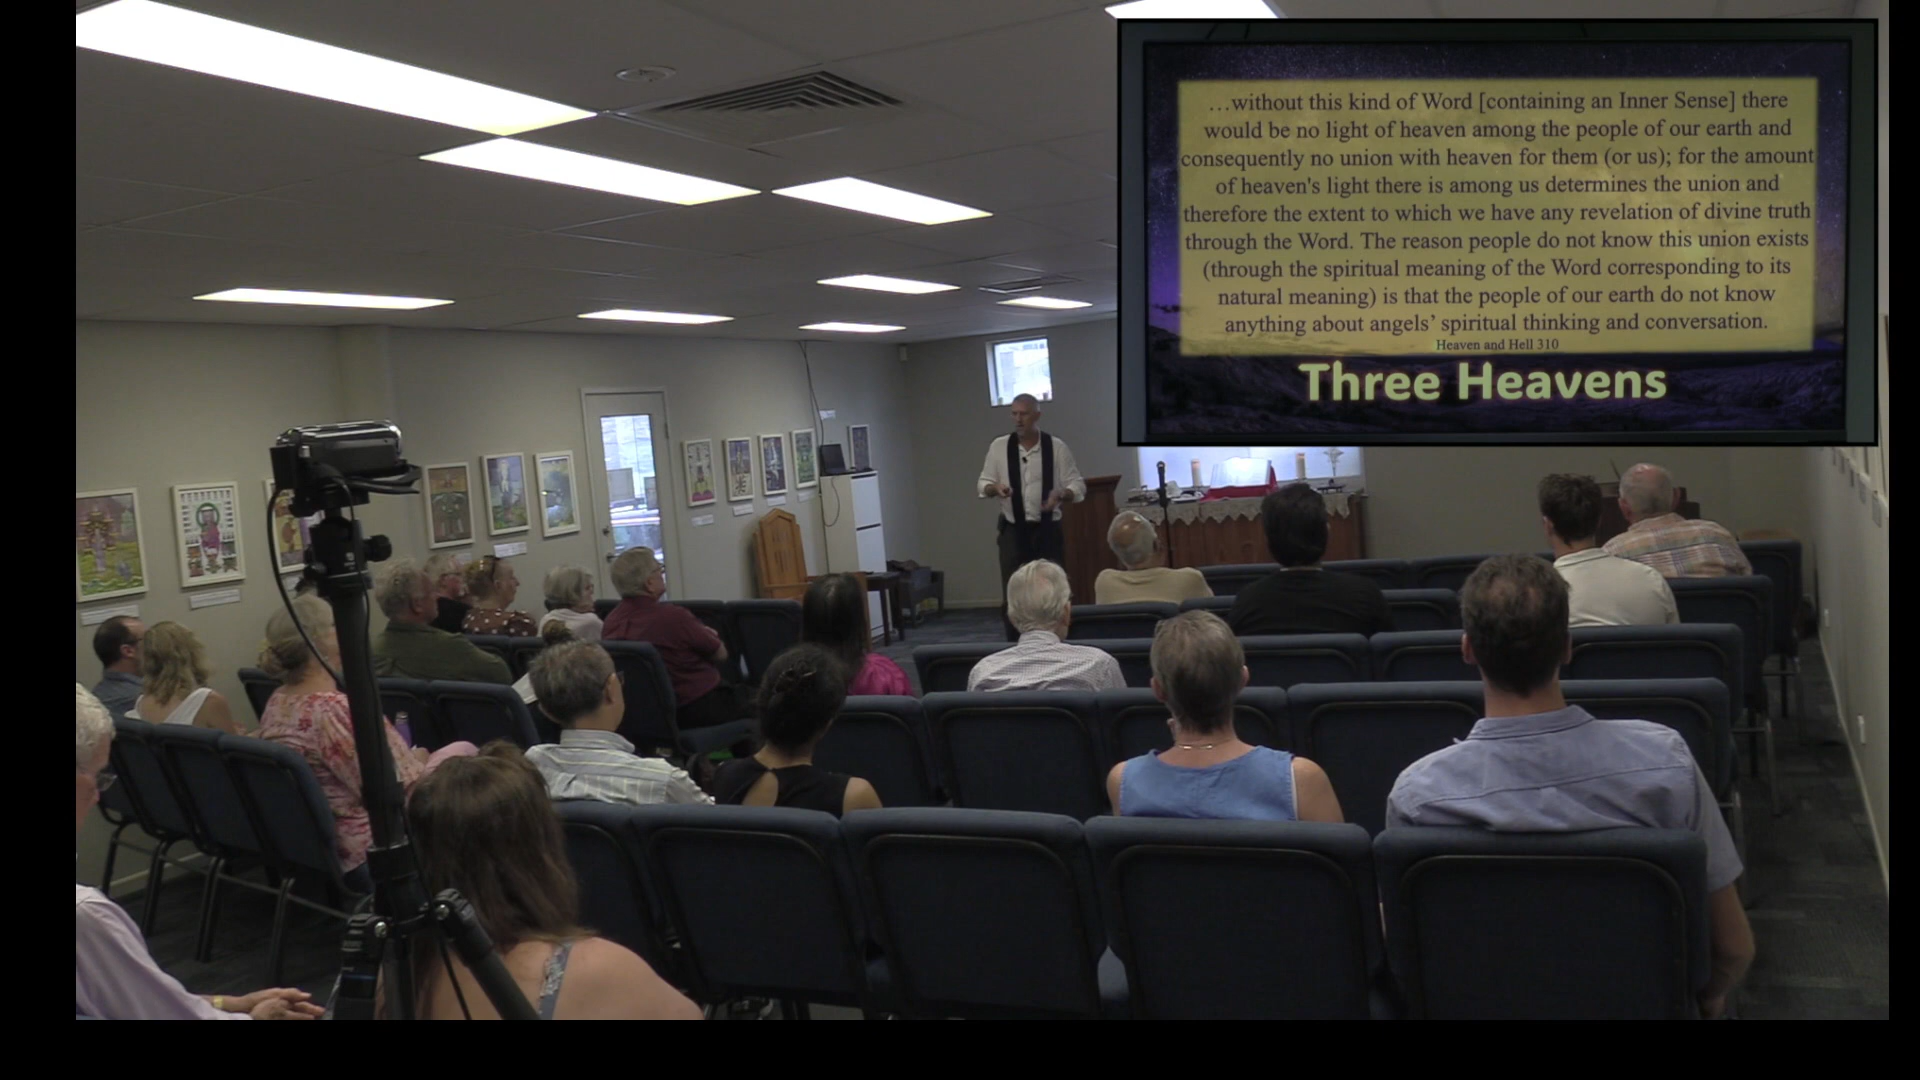 …without this kind of Word [containing an Inner Sense] there
would be no light of heaven among the people of our earth and
consequently no union with heaven for them (or us); for the amount
of heaven's light there is among us determines the union and
therefore the extent to which we have any revelation of divine truth
through the Word. The reason people do not know this union exists
(through the spiritual meaning of the Word corresponding to its
natural meaning) is that the people of our earth do not know
anything about angels’ spiritual thinking and conversation.
Heaven and Hell 310
Three Heavens